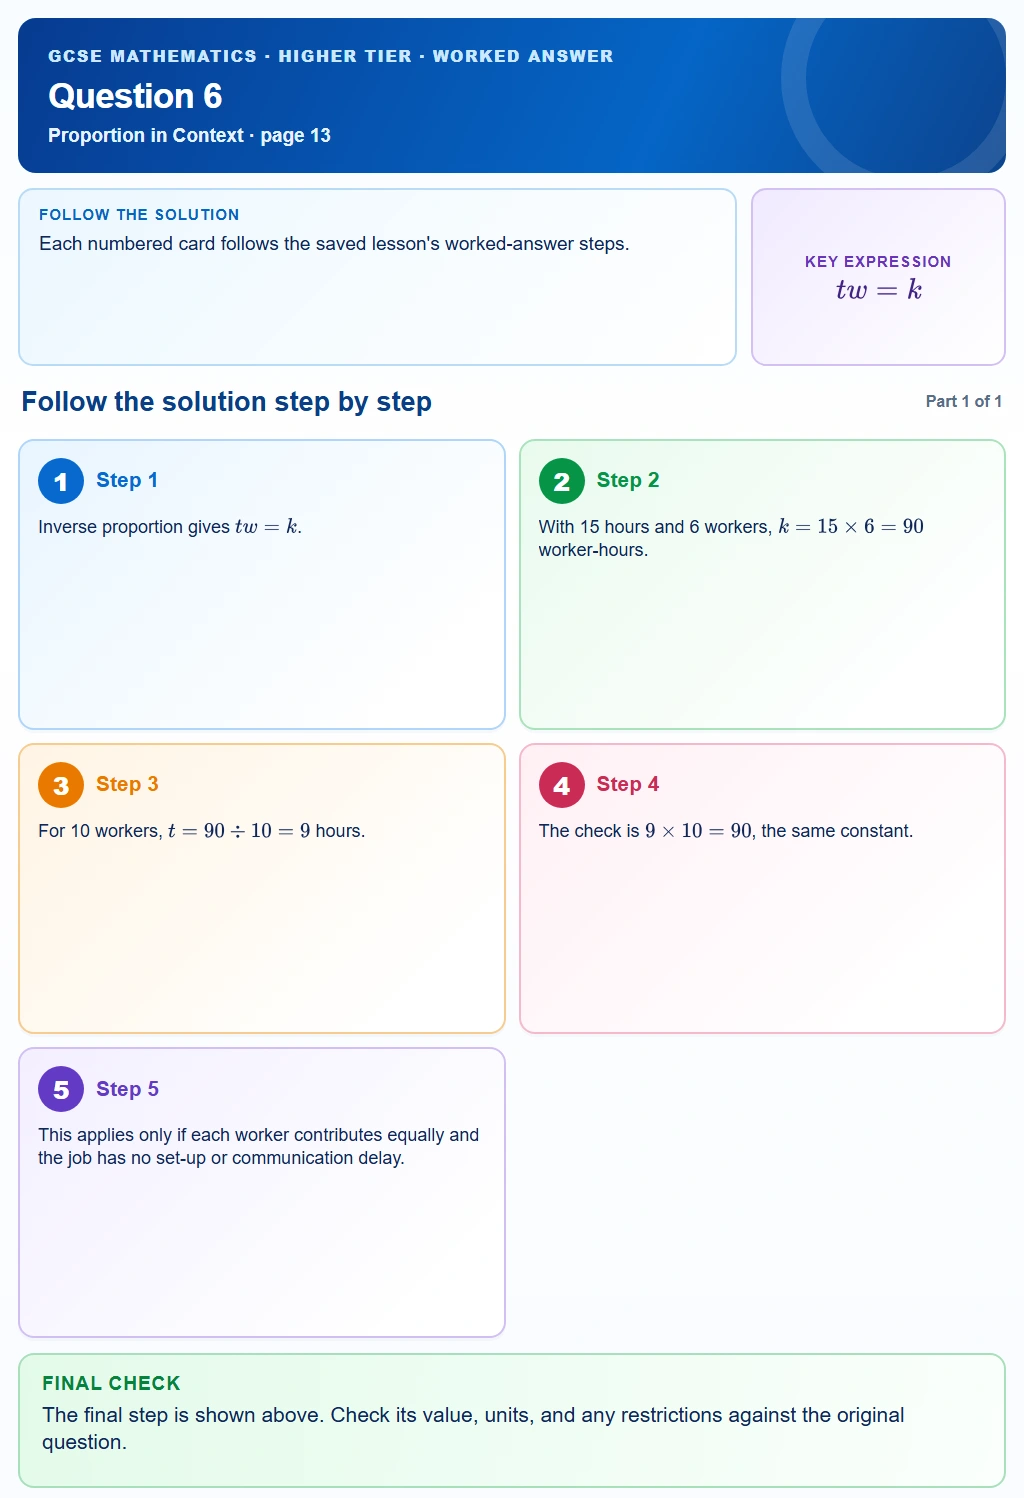 GCSE MATHEMATICS · HIGHER TIER · WORKED ANSWER
Question 6
Proportion in Context · page 13
FOLLOW THE SOLUTION
Each numbered card follows the saved lesson's worked-answer steps.
KEY EXPRESSION
tw = k
Follow the solution step by step
Part 1 of 1
1 Step 1
Inverse proportion gives tw = k.
2 Step 2
With 15 hours and 6 workers, k = 15 × 6 = 90
worker-hours.
3 Step 3
For 10 workers, t = 90 ÷ 10 = 9 hours.
4 Step 4
The check is 9 × 10 = 90, the same constant.
5 Step 5
This applies only if each worker contributes equally and
the job has no set-up or communication delay.
FINAL CHECK
The final step is shown above. Check its value, units, and any restrictions against the original
question.